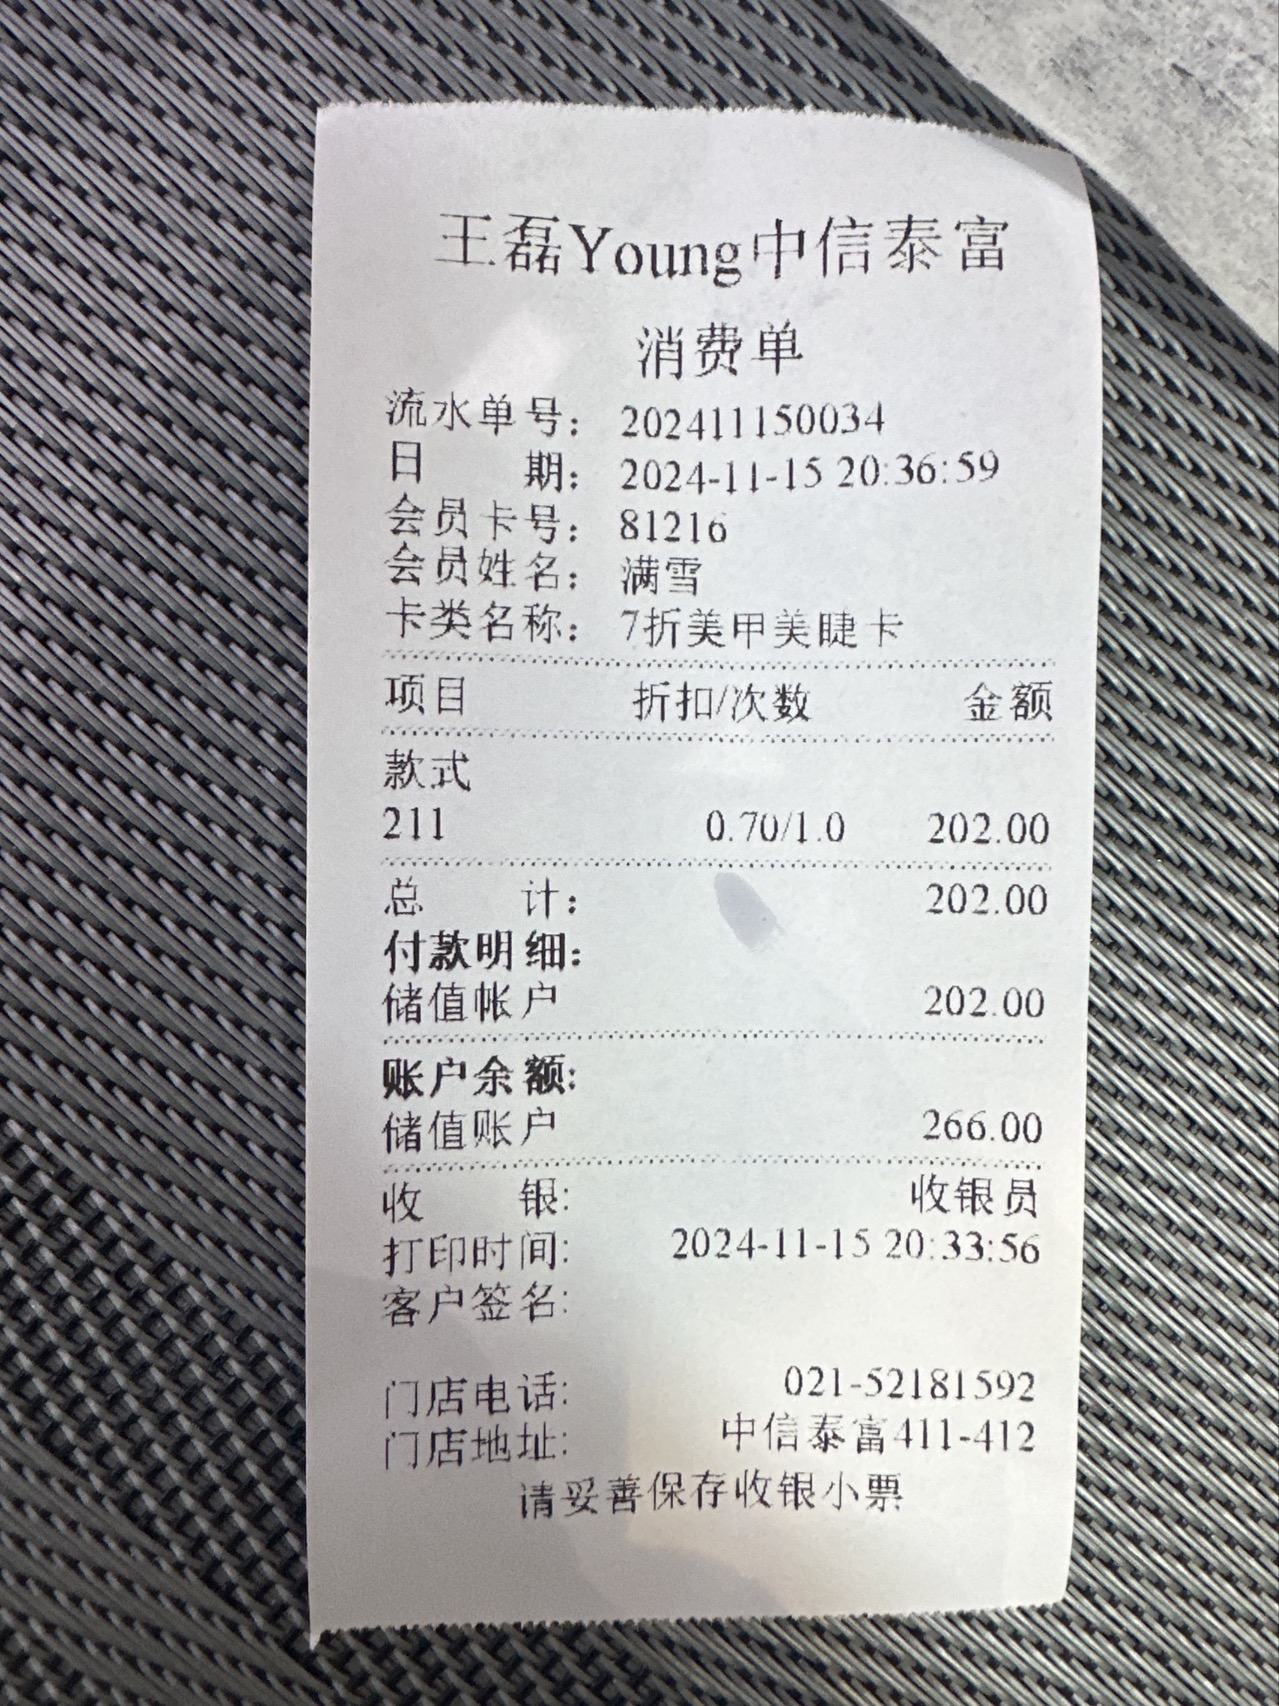 王磊Young中信泰富
消费单
流水单号： 202411150034
日 期： 2024-11-15 20:36:59
会员卡号： 81216
会员姓名： 满雪
卡类名称： 7折美甲美睫卡
项目 折扣/次数 金额
款式
211 0.70/1.0 202.00
总 计： 202.00
付款明细：
储值帐户 202.00
账户余额：
储值账户 266.00
收 银: 收银员
打印时间: 2024-11-15 20:33:56
客户签名:
门店电话: 021-52181592
门店地址: 中信泰富411-412
请妥善保存收银小票